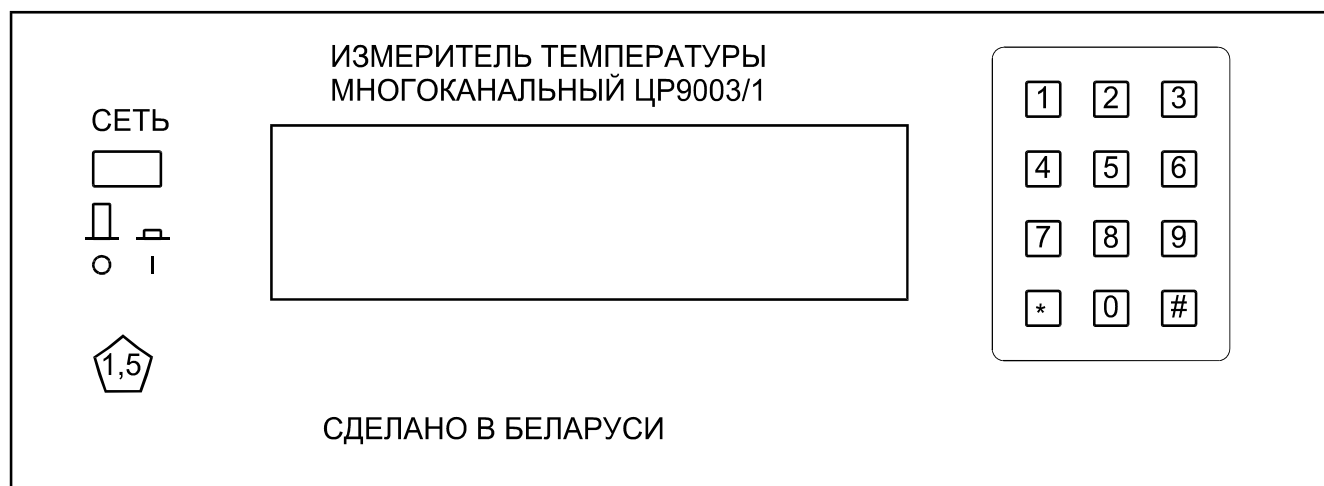 ИЗМЕРИТЕЛЬ ТЕМПЕРАТУРЫ
МНОГОКАНАЛЬНЫЙ ЦР9003/1
СЕТЬ
O I
1,5
СДЕЛАНО В БЕЛАРУСИ
1 2 3
4 5 6
7 8 9
* 0 #